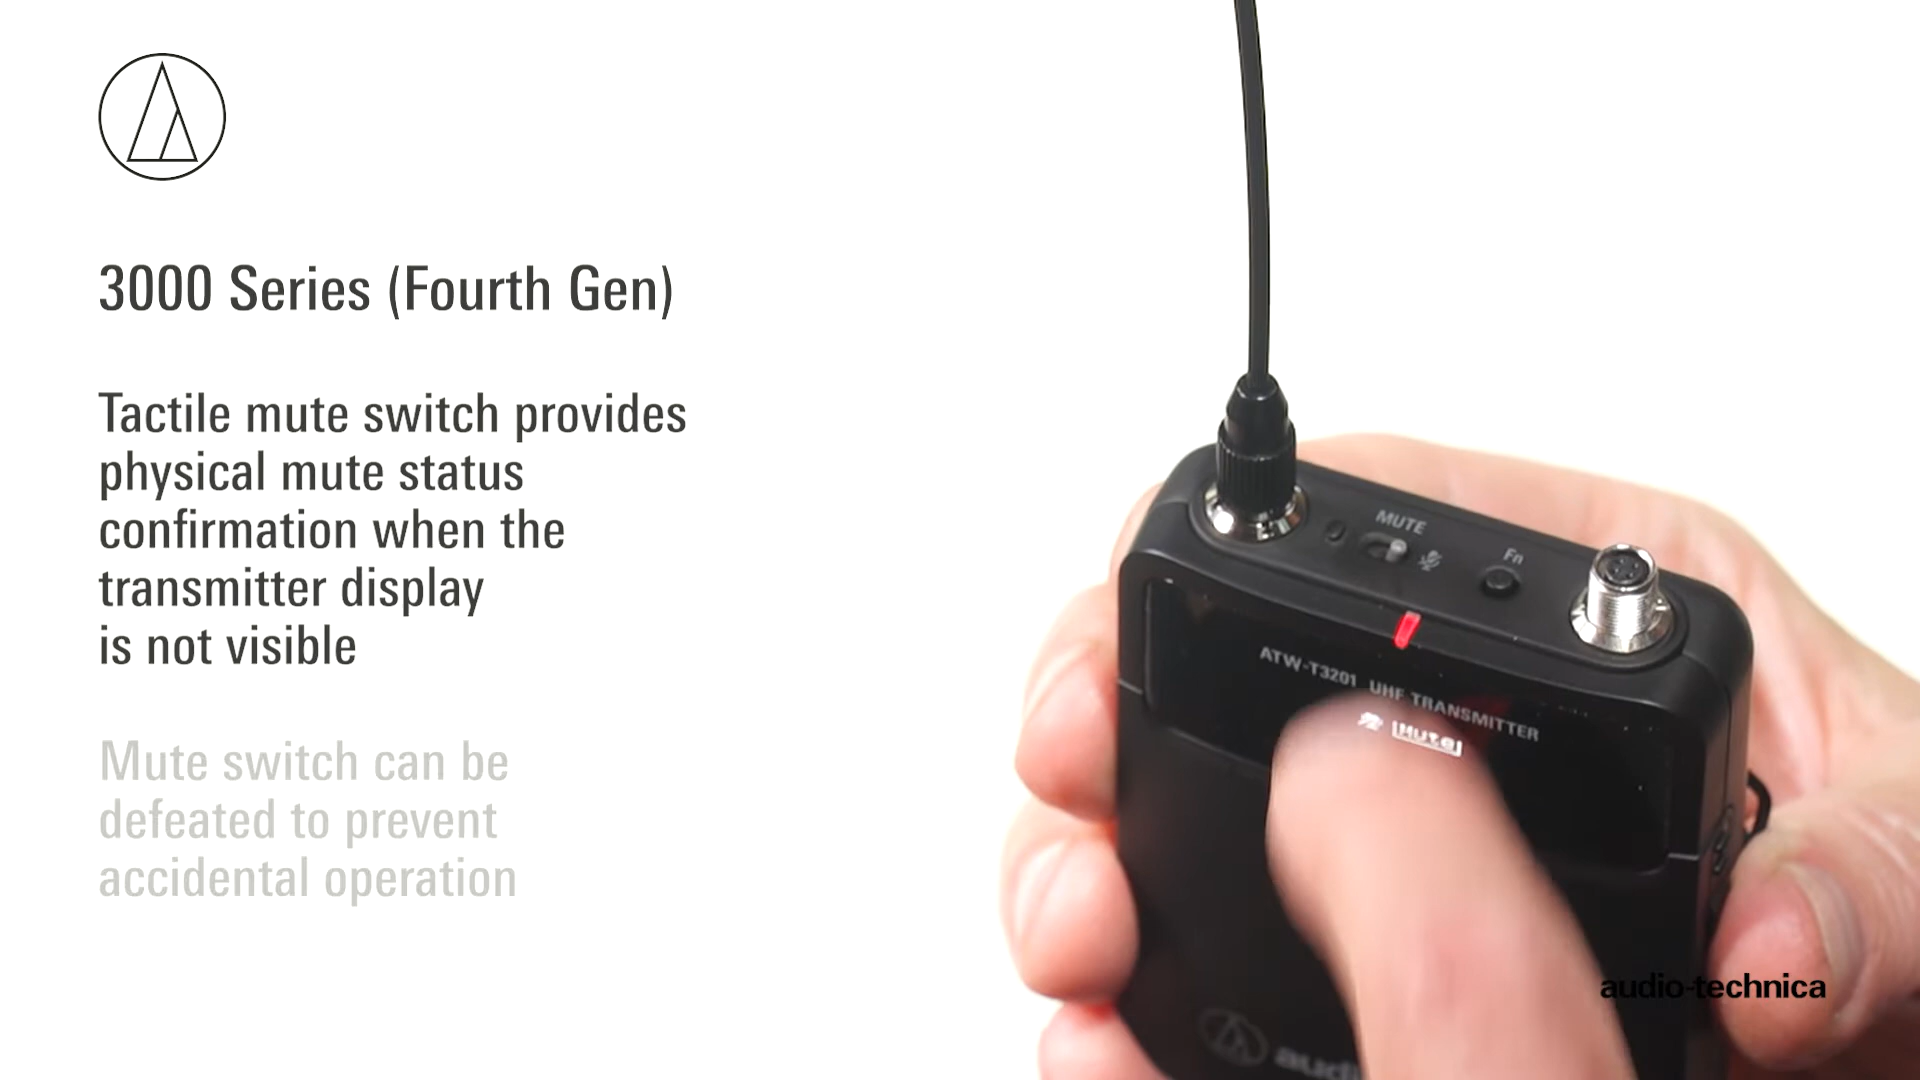 3000 Series (Fourth Gen)
Tactile mute switch provides
physical mute status
confirmation when the
transmitter display
is not visible
Mute switch can be
defeated to prevent
accidental operation
MUTE
Fn
ATW-T3201 UHF TRANSMITTER
Mute
audio-technica